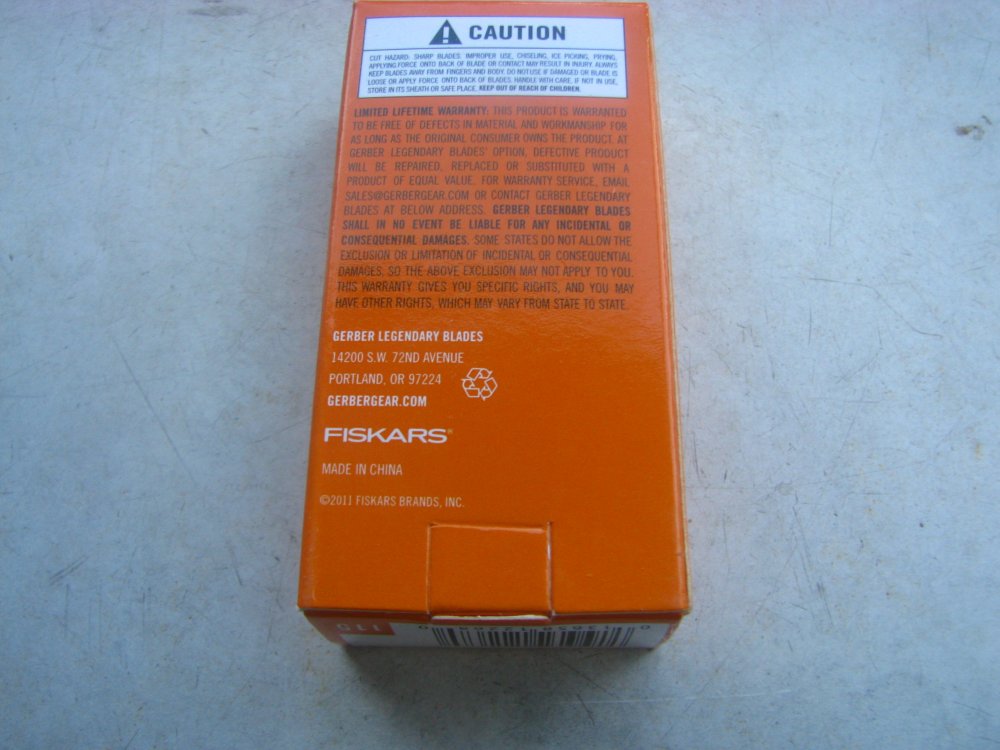 CAUTION
CUT HAZARD: SHARP BLADES. IMPROPER USE, CHISELING, ICE PICKING, PRYING,
APPLYING FORCE ONTO BACK OF BLADE OR CONTACT MAY RESULT IN INJURY. ALWAYS
KEEP BLADES AWAY FROM FINGERS AND BODY. DO NOT USE IF DAMAGED OR BLADE IS
LOOSE OR APPLY FORCE ONTO BACK OF BLADES. HANDLE WITH CARE. IF NOT IN USE,
STORE IN ITS SHEATH OR SAFE PLACE. KEEP OUT OF REACH OF CHILDREN.
LIMITED LIFETIME WARRANTY: THIS PRODUCT IS WARRANTED
TO BE FREE OF DEFECTS IN MATERIAL AND WORKMANSHIP FOR
AS LONG AS THE ORIGINAL CONSUMER OWNS THE PRODUCT. AT
GERBER LEGENDARY BLADES' OPTION, DEFECTIVE PRODUCT
WILL BE REPAIRED, REPLACED OR SUBSTITUTED WITH A
PRODUCT OF EQUAL VALUE. FOR WARRANTY SERVICE, EMAIL
SALES@GERBERGEAR.COM OR CONTACT GERBER LEGENDARY
BLADES AT BELOW ADDRESS. GERBER LEGENDARY BLADES
SHALL IN NO EVENT BE LIABLE FOR ANY INCIDENTAL OR
CONSEQUENTIAL DAMAGES. SOME STATES DO NOT ALLOW THE
EXCLUSION OR LIMITATION OF INCIDENTAL OR CONSEQUENTIAL
DAMAGES, SO THE ABOVE EXCLUSION MAY NOT APPLY TO YOU.
THIS WARRANTY GIVES YOU SPECIFIC RIGHTS, AND YOU MAY
HAVE OTHER RIGHTS, WHICH MAY VARY FROM STATE TO STATE.
GERBER LEGENDARY BLADES
14200 S.W. 72ND AVENUE
PORTLAND, OR 97224
GERBERGEAR.COM
FISKARS®
MADE IN CHINA
©2011 FISKARS BRANDS, INC.